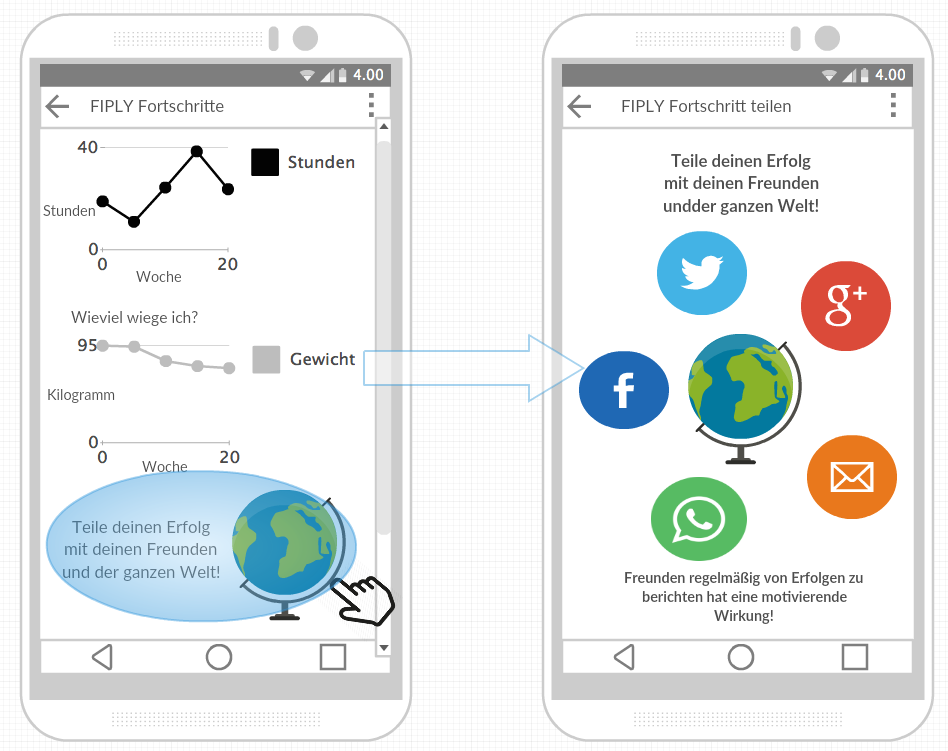 4.00
FIPLY Fortschritte
40
Stunden
Stunden
0
0
20
Woche
Wieviel wiege ich?
95
Gewicht
Kilogramm
0
0
20
Woche
Teile deinen Erfolg
mit deinen Freunden
und der ganzen Welt!
4.00
FIPLY Fortschritt teilen
Teile deinen Erfolg
mit deinen Freunden
undder ganzen Welt!
g+
f
Freunden regelmäßig von Erfolgen zu
berichten hat eine motivierende
Wirkung!